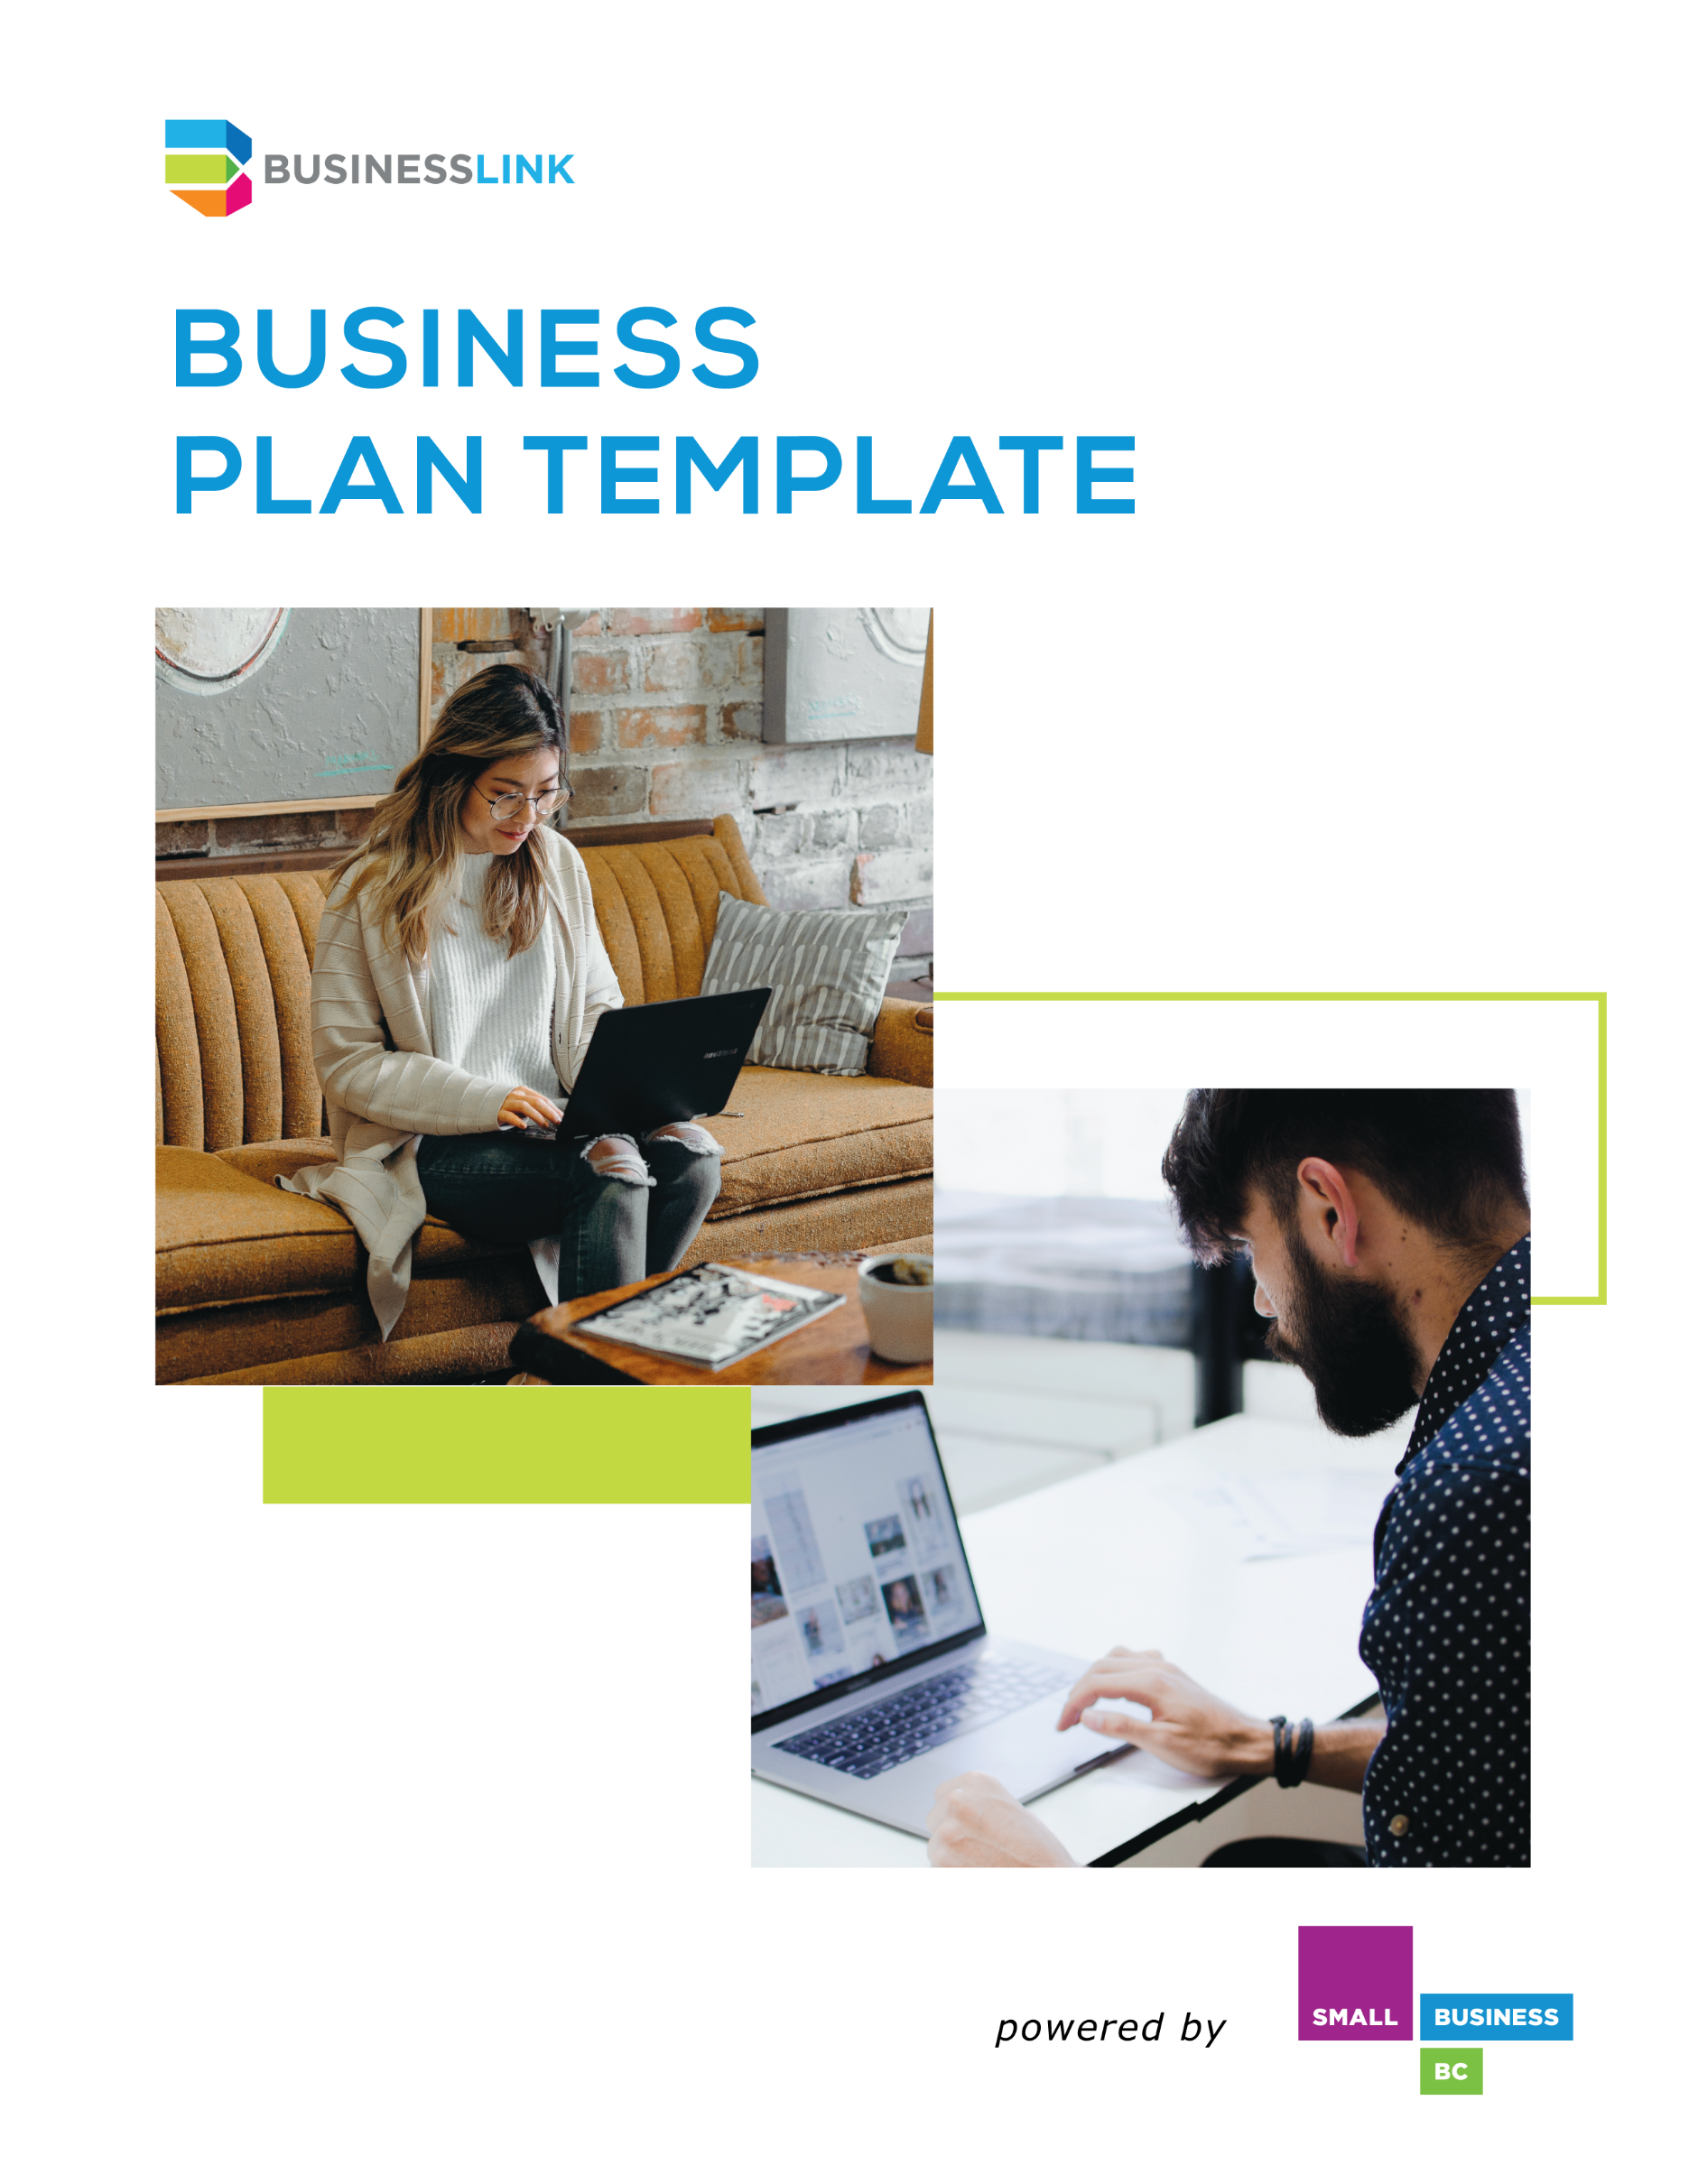 BUSINESSLINK
BUSINESS
PLAN TEMPLATE
powered by
SMALL
BUSINESS
BC